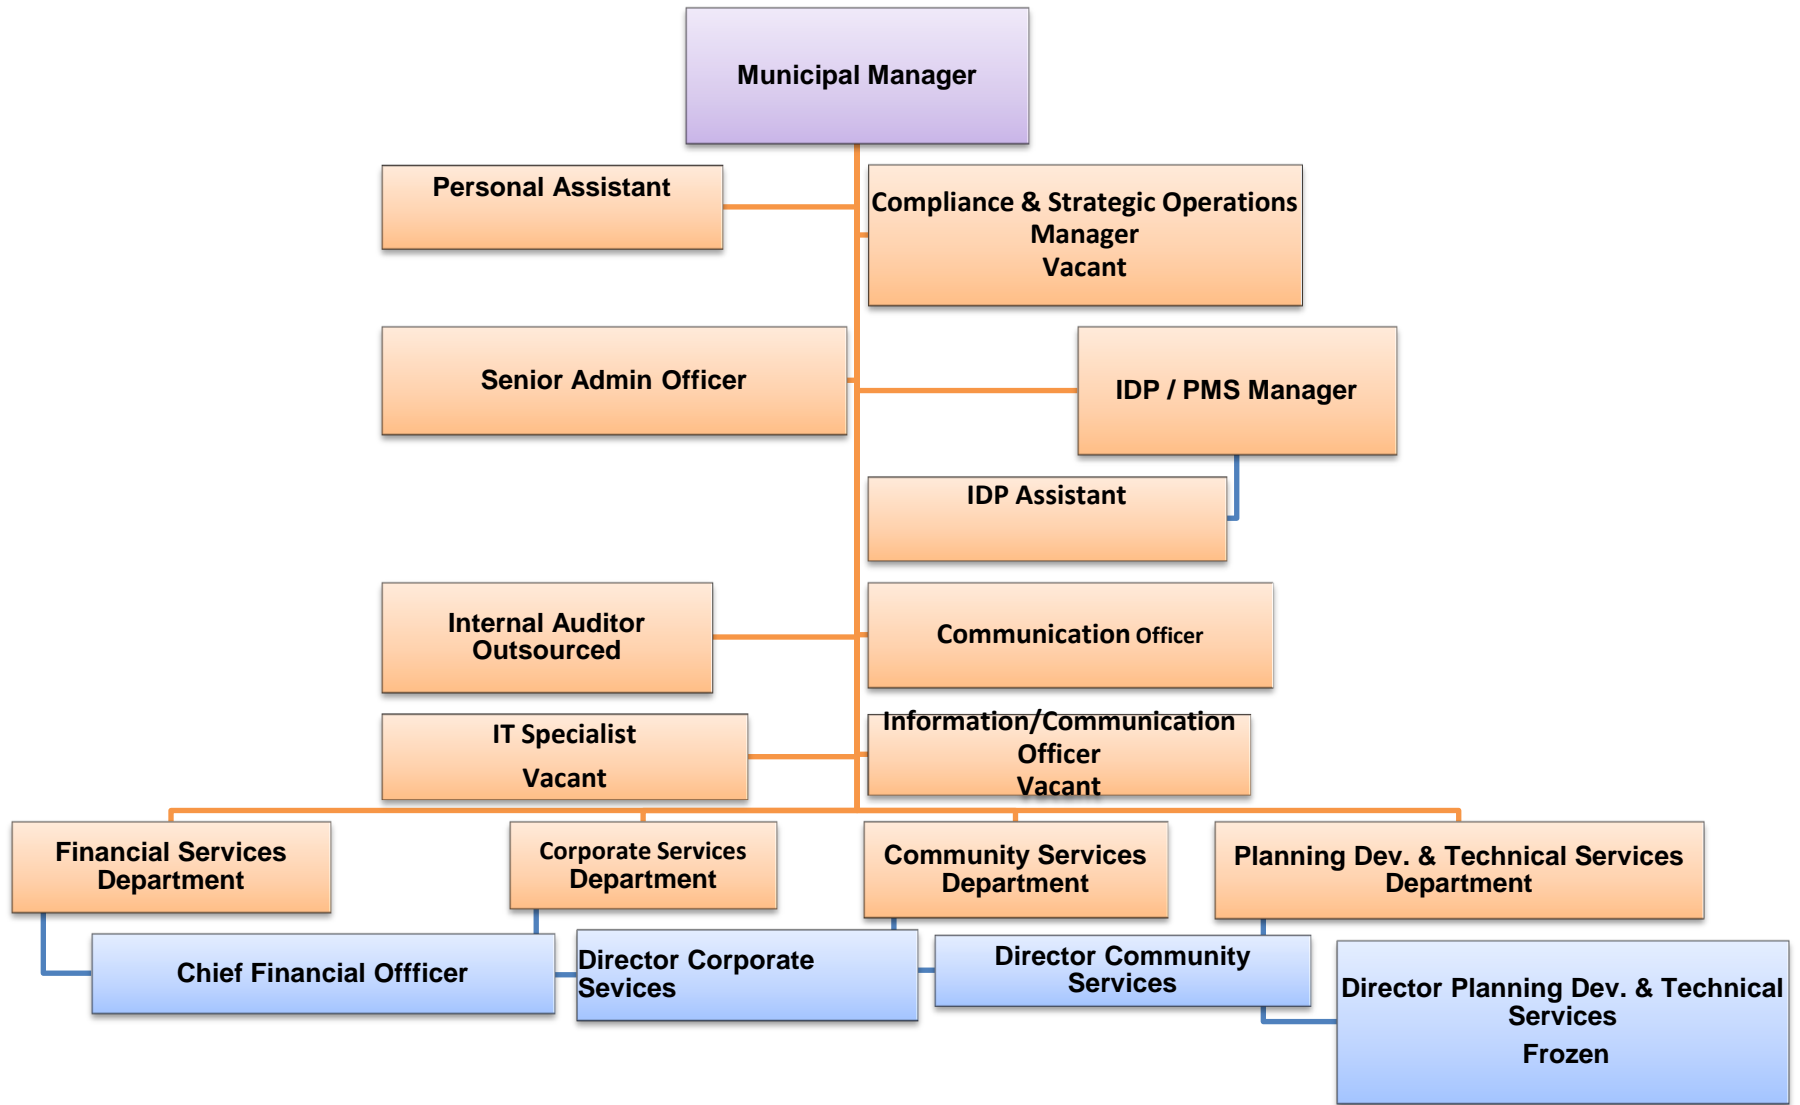 Municipal Manager
Personal Assistant
Compliance & Strategic Operations
Manager
Vacant
Senior Admin Officer
IDP / PMS Manager
IDP Assistant
Internal Auditor
Outsourced
Communication Officer
IT Specialist
Vacant
Information/Communication
Officer
Vacant
Financial Services
Department
Corporate Services
Department
Community Services
Department
Planning Dev. & Technical Services
Department
Chief Financial Offficer
Director Corporate
Sevices
Director Community
Services
Director Planning Dev. & Technical
Services
Frozen